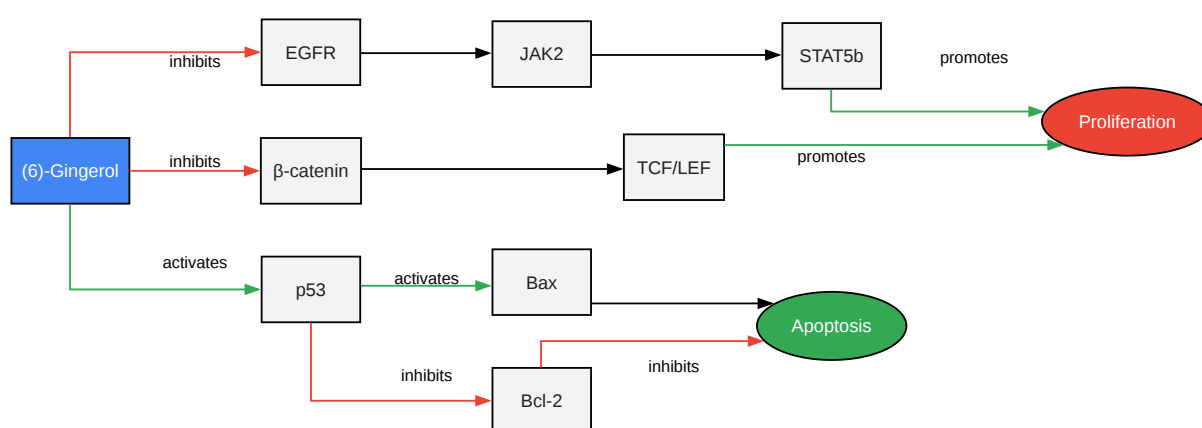 EGFR
JAK2
STAT5b
promotes
inhibits
Proliferation
(6)-Gingerol
inhibits
β-catenin
TCF/LEF
promotes
activates
p53
activates
Bax
Apoptosis
inhibits
inhibits
Bcl-2